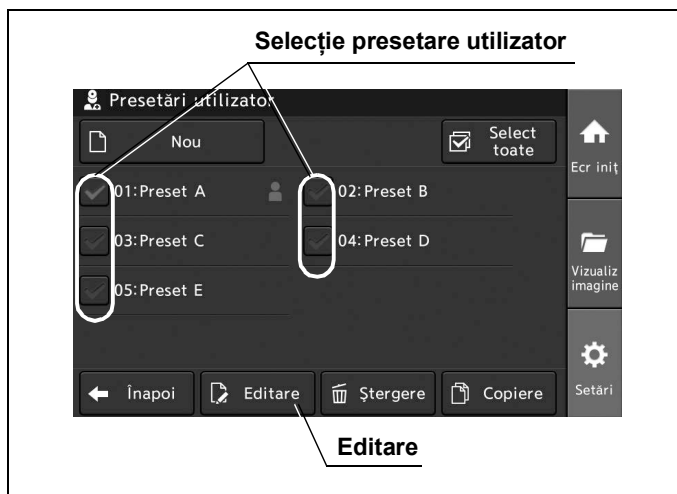 Selecție presetare utilizator
Presetări utilizator
Nou
Select
toate
Ecr iniț
01:Preset A
02:Preset B
03:Preset C
04:Preset D
05:Preset E
Vizualiz
imagine
Înapoi
Editare
Ștergere
Copiere
Setări
Editare